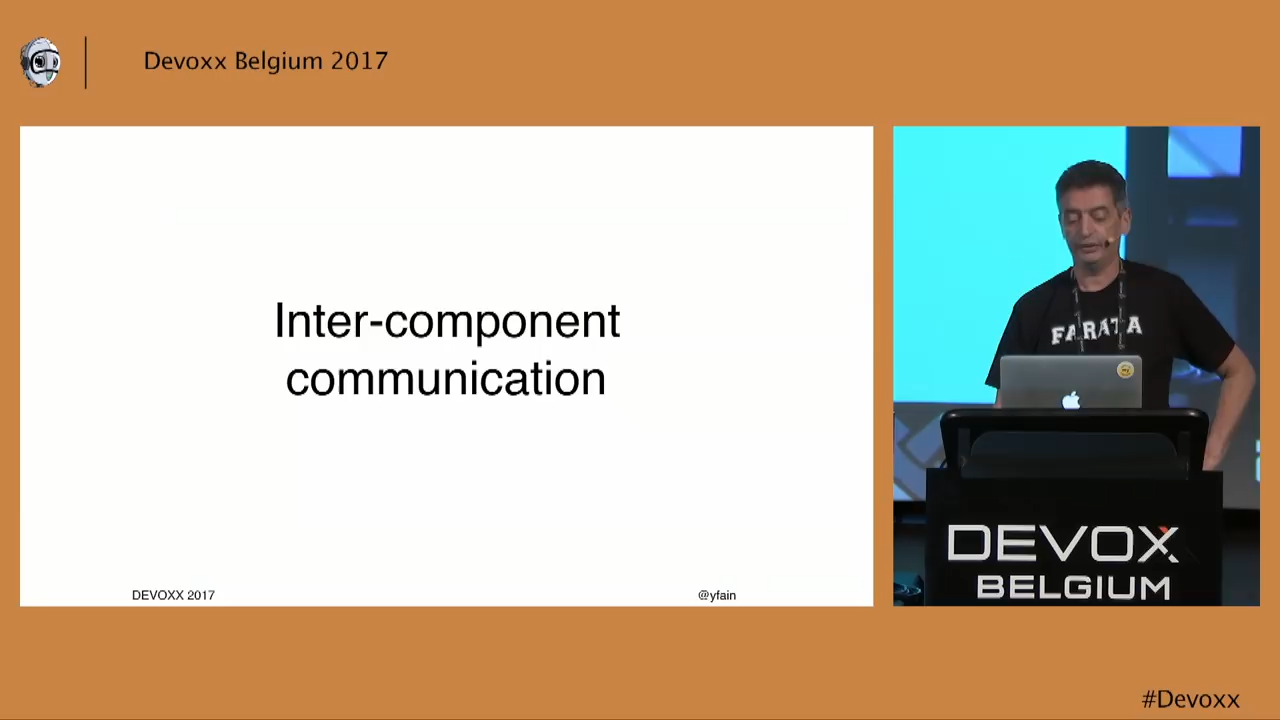 Devoxx Belgium 2017
Inter-component
communication
DEVOXX 2017
@yfain
FARATA
DEVOXX
BELGIUM
#Devoxx